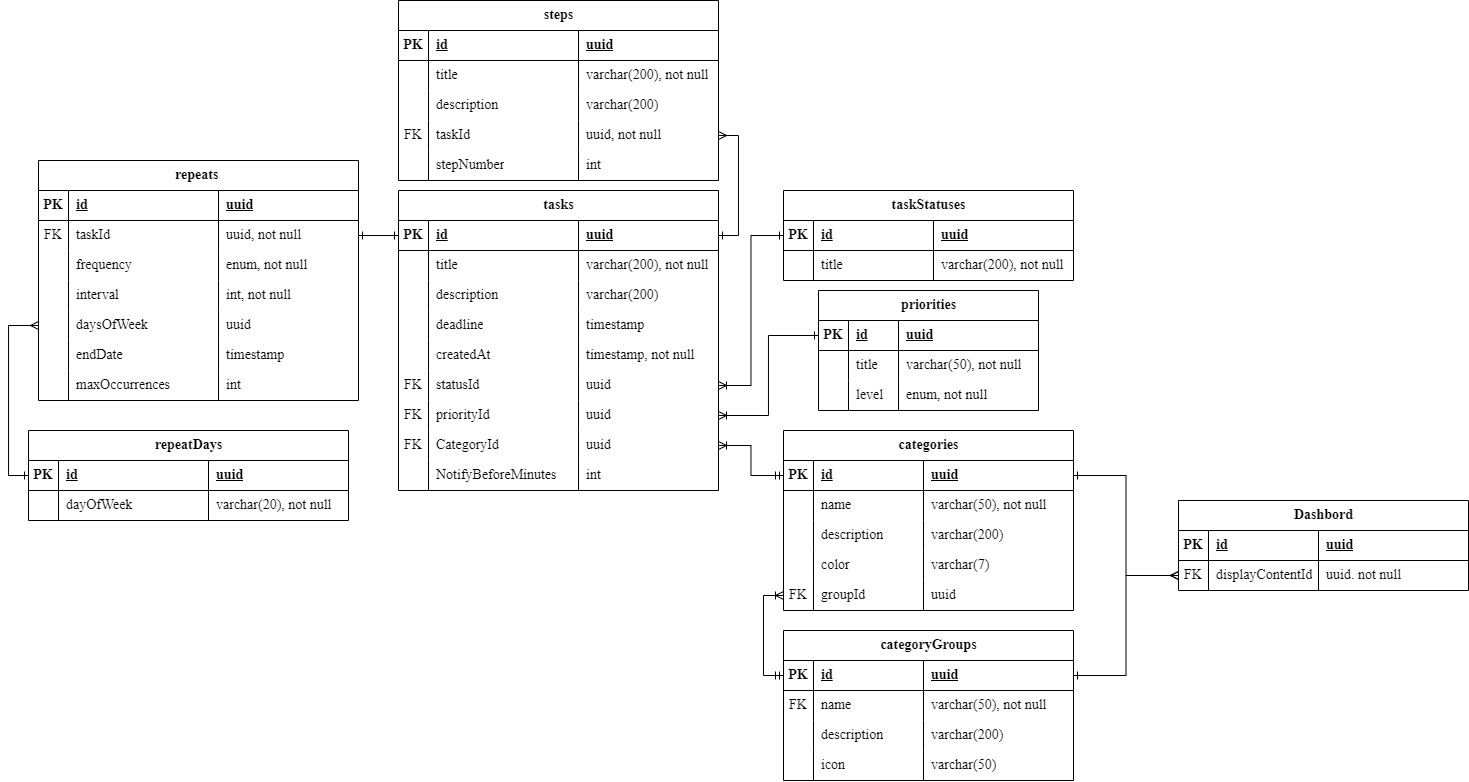 steps
PK id uuid
title varchar(200), not null
description varchar(200)
FK taskId uuid, not null
stepNumber int
repeats
PK id uuid
FK taskId uuid, not null
frequency enum, not null
interval int, not null
daysOfWeek uuid
endDate timestamp
maxOccurrences int
tasks
PK id uuid
title varchar(200), not null
description varchar(200)
deadline timestamp
createdAt timestamp, not null
FK statusId uuid
FK priorityId uuid
FK CategoryId uuid
NotifyBeforeMinutes int
taskStatuses
PK id uuid
title varchar(200), not null
priorities
PK id uuid
title varchar(50), not null
level enum, not null
repeatDays
PK id uuid
dayOfWeek varchar(20), not null
categories
PK id uuid
name varchar(50), not null
description varchar(200)
color varchar(7)
FK groupId uuid
Dashbord
PK id uuid
FK displayContentId uuid. not null
categoryGroups
PK id uuid
FK name varchar(50), not null
description varchar(200)
icon varchar(50)